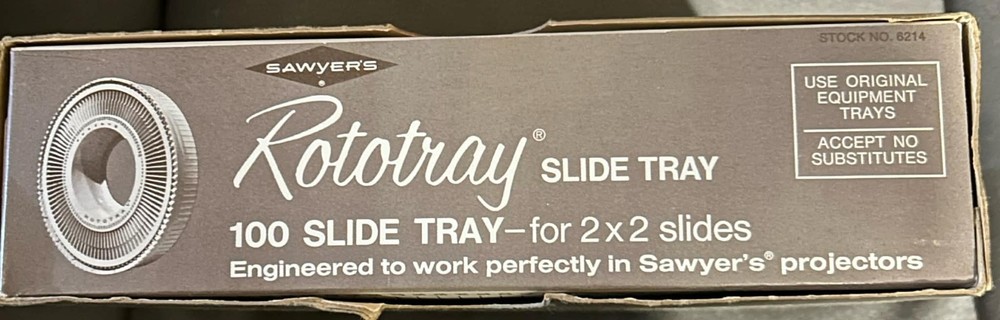 STOCK NO. 6214
SAWYER'S
®
USE ORIGINAL
EQUIPMENT
TRAYS
ACCEPT NO
SUBSTITUTES
Rototray® SLIDE TRAY
100 SLIDE TRAY–for 2x2 slides
Engineered to work perfectly in Sawyer's® projectors